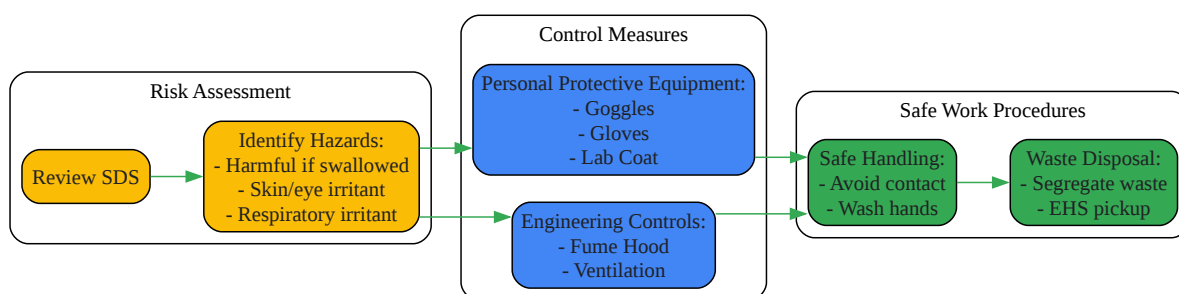 Risk Assessment
Review SDS
Identify Hazards:
- Harmful if swallowed
- Skin/eye irritant
- Respiratory irritant
Control Measures
Personal Protective Equipment:
- Goggles
- Gloves
- Lab Coat
Engineering Controls:
- Fume Hood
- Ventilation
Safe Work Procedures
Safe Handling:
- Avoid contact
- Wash hands
Waste Disposal:
- Segregate waste
- EHS pickup